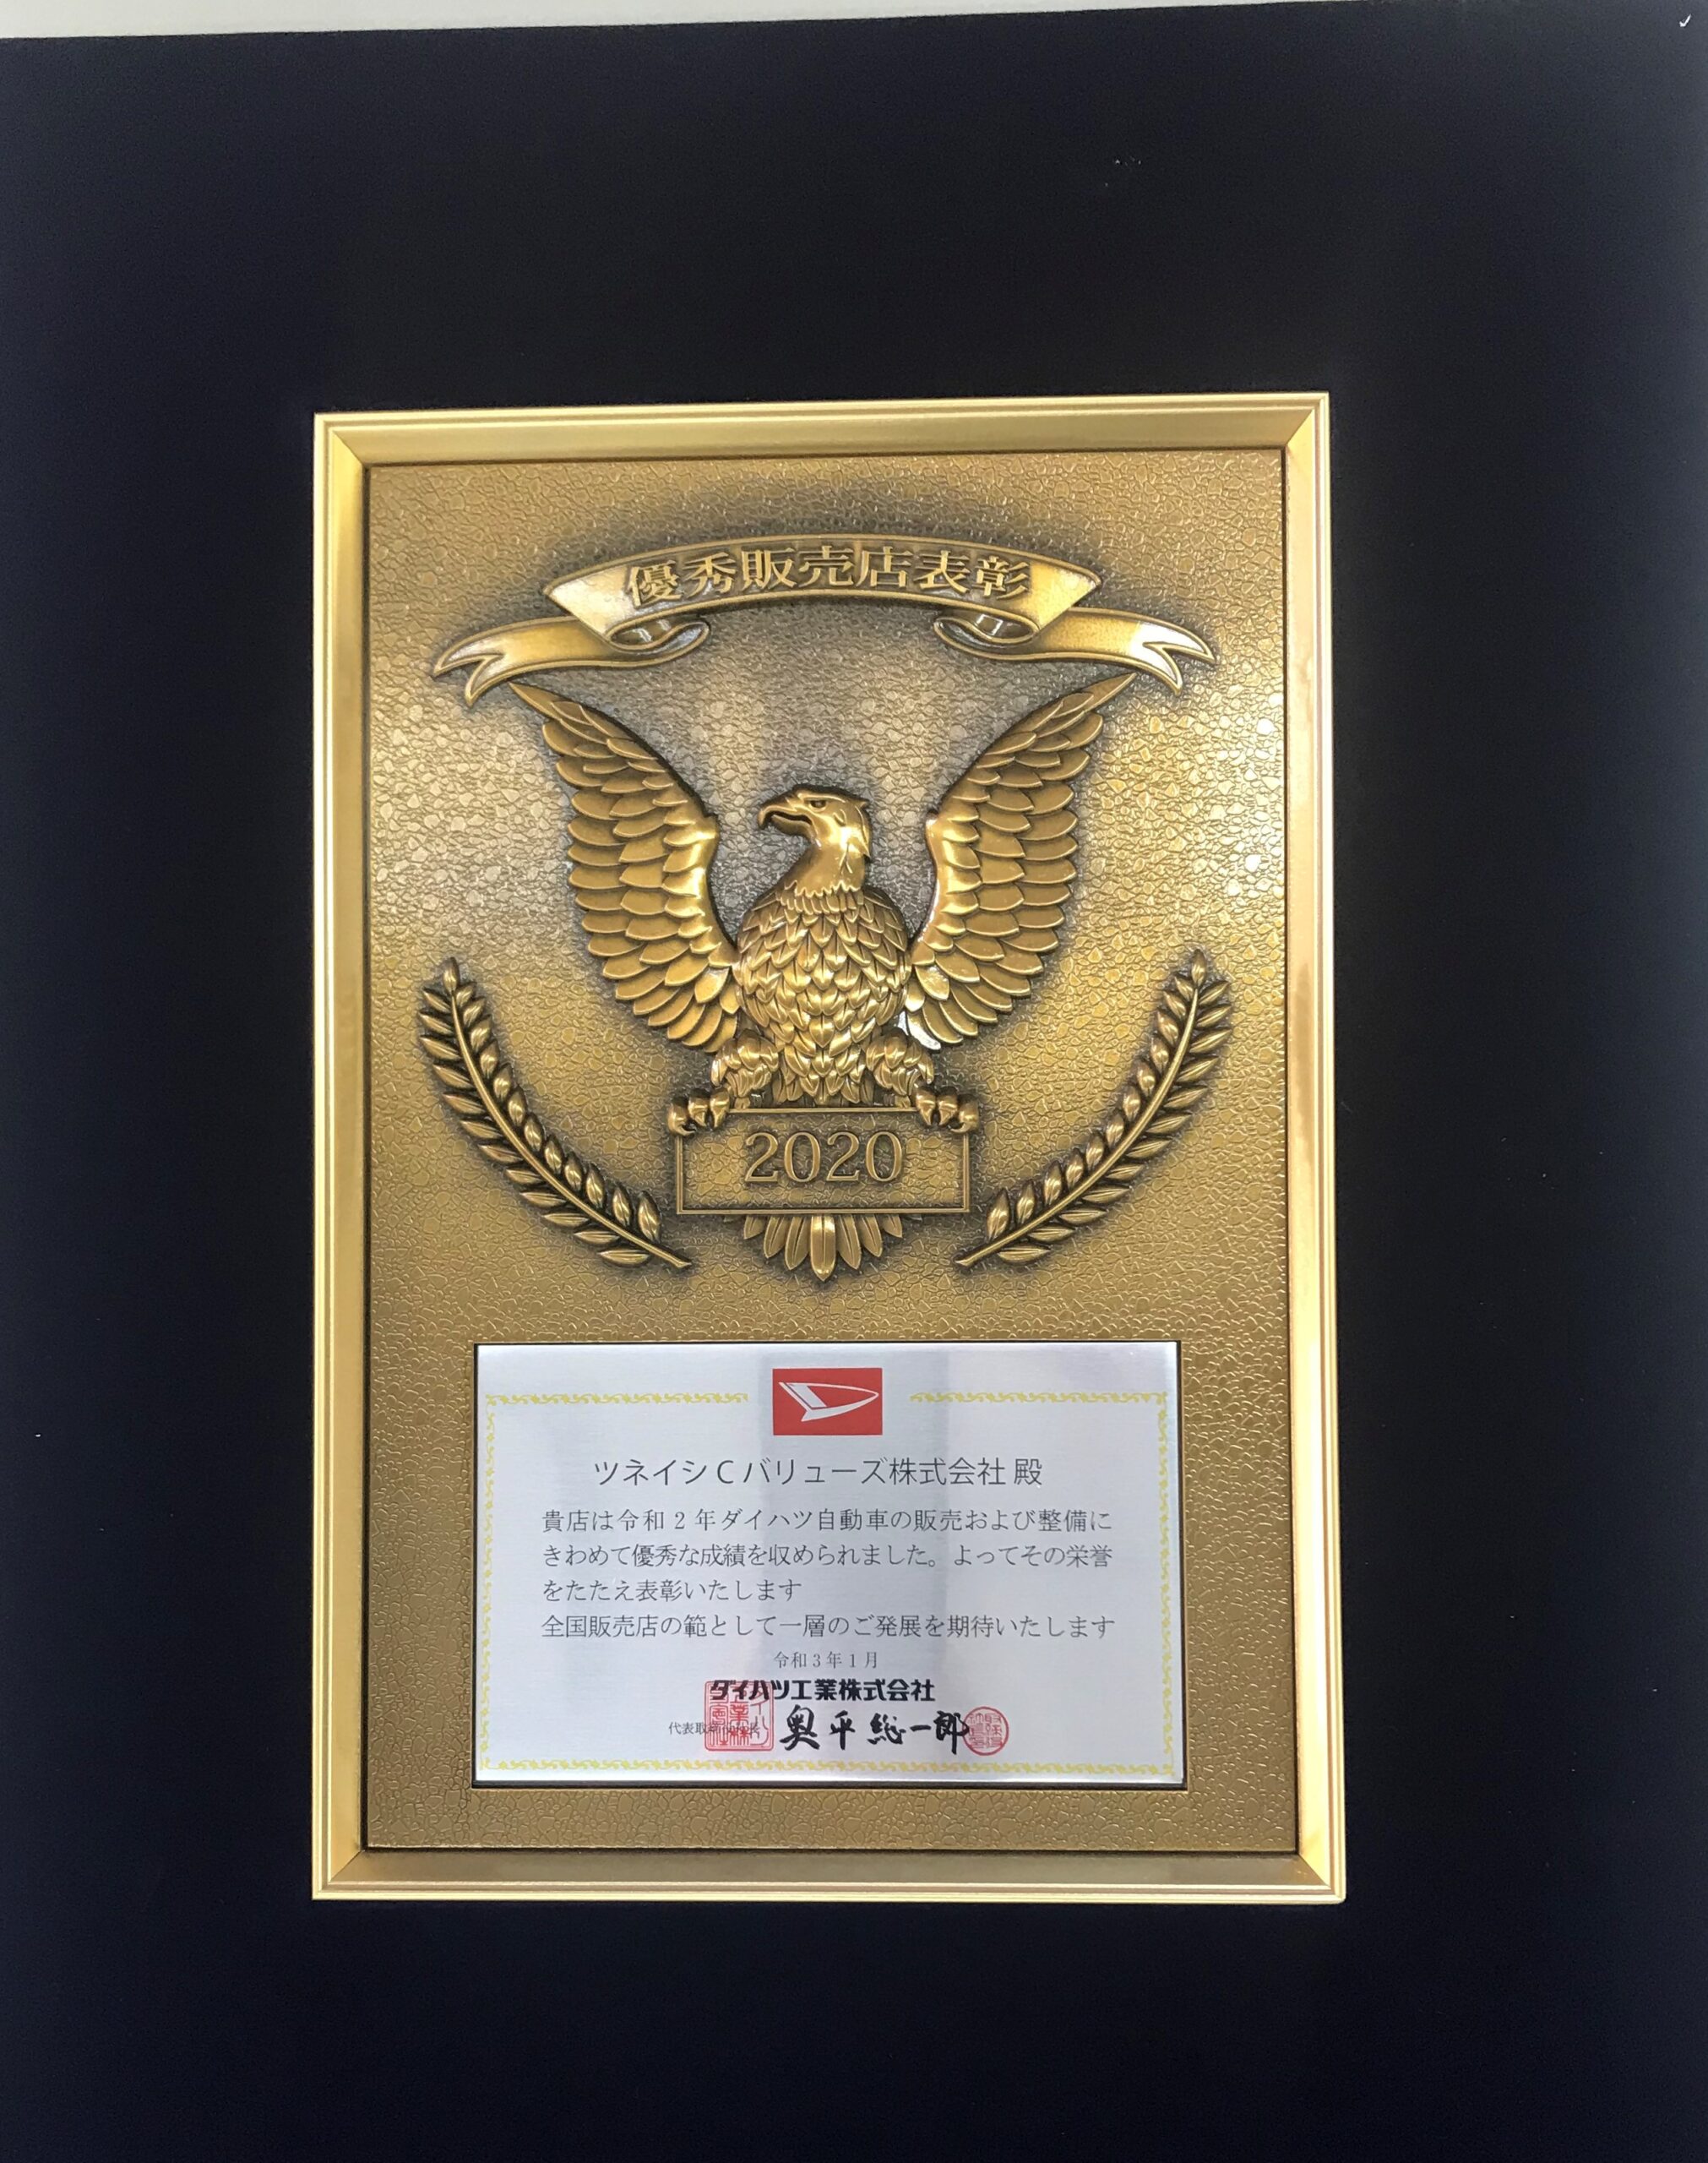 優秀販売店表彰
2020
ツネイシCバリューズ株式会社 殿
貴店は令和2年ダイハツ自動車の販売および整備に
きわめて優秀な成績を収められました。よってその栄誉
をたたえ表彰いたします
全国販売店の範として一層のご発展を期待いたします
令和3年1月
ダイハツ工業株式会社
代表取 奥平総一郎